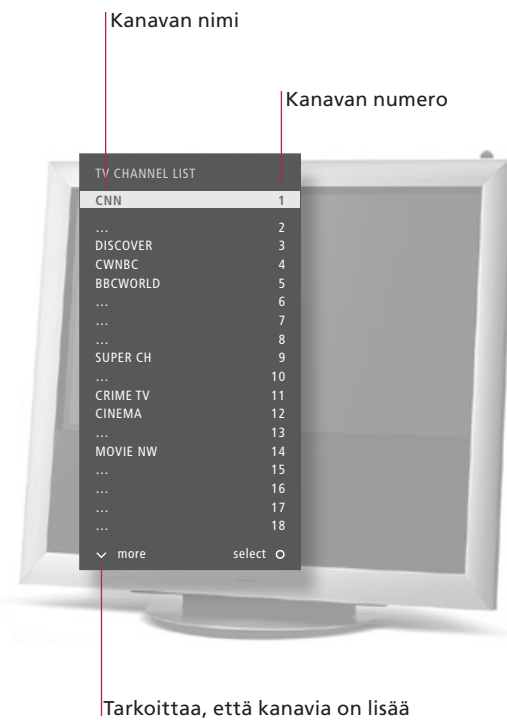 Kanavan nimi
Kanavan numero
TV CHANNEL LIST
CNN 1
... 2
DISCOVER 3
CWNBC 4
BBCWORLD 5
... 6
... 7
... 8
SUPER CH 9
... 10
CRIME TV 11
CINEMA 12
... 13
MOVIE NW 14
... 15
... 16
... 17
... 18
more select
Tarkoittaa, että kanavia on lisää